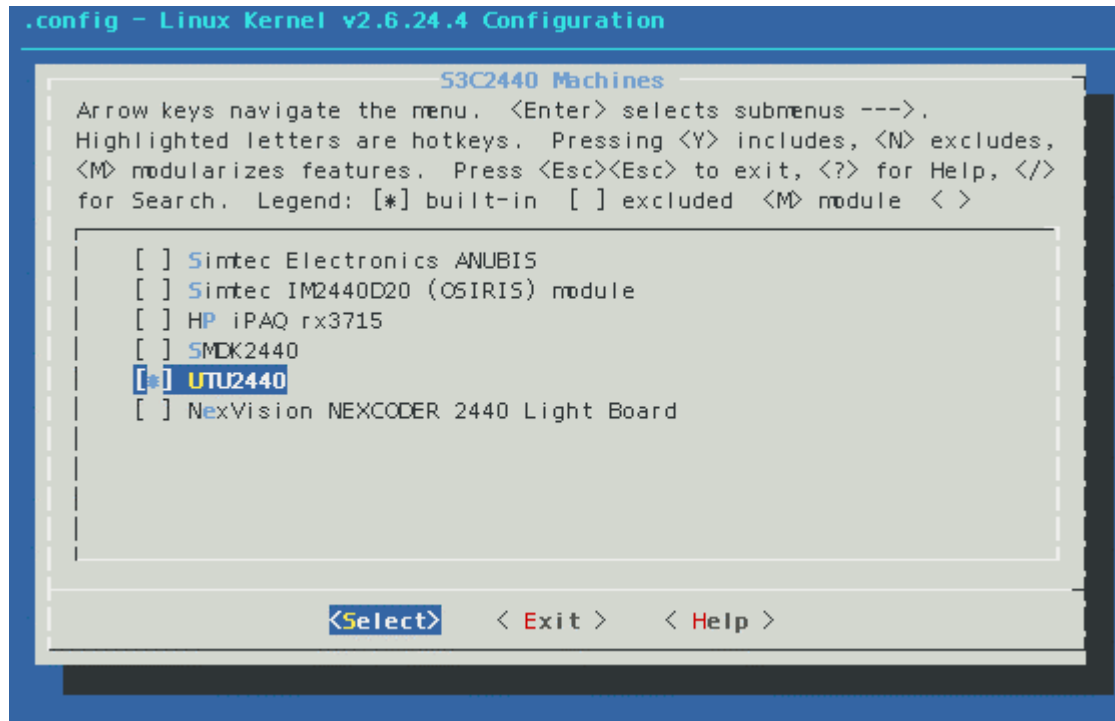 .config - Linux Kernel v2.6.24.4 Configuration
S3C2440 Machines
Arrow keys navigate the menu.  <Enter> selects submenus --->.
Highlighted letters are hotkeys.  Pressing <Y> includes, <N> excludes,
<M> modularizes features.  Press <Esc><Esc> to exit, <?> for Help, </>
for Search.  Legend: [*] built-in  [ ] excluded  <M> module  < >
[ ] Simtec Electronics ANUBIS
[ ] Simtec IM2440D20 (OSIRIS) module
[ ] HP iPAQ rx3715
[ ] SMDK2440
[*] UTU2440
[ ] NexVision NEXCODER 2440 Light Board
<Select>    < Exit >    < Help >